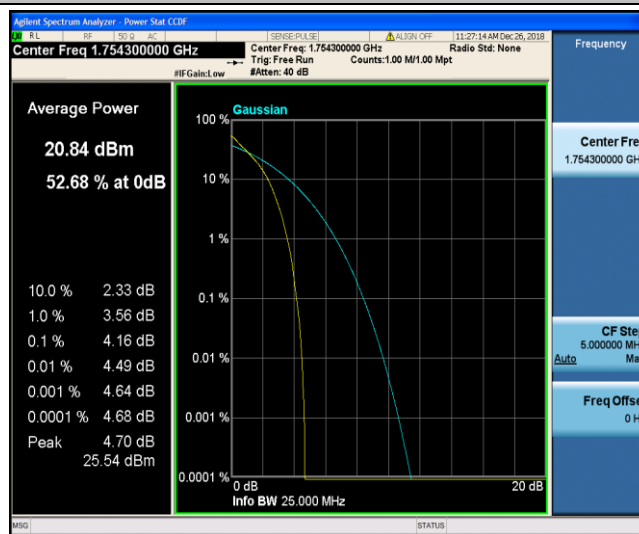 Agilent Spectrum Analyzer - Power Stat CCDF
RL RF 50 Ω AC SENSE:PULSE ALIGN OFF 11:27:14 AM Dec 26, 2018
Center Freq 1.754300000 GHz
Center Freq: 1.754300000 GHz Radio Std: None
Trig: Free Run Counts:1.00 M/1.00 Mpt
#IFGain:Low #Atten: 40 dB
Frequency
Average Power
20.84 dBm
52.68 % at 0dB
10.0 % 2.33 dB
1.0 % 3.56 dB
0.1 % 4.16 dB
0.01 % 4.49 dB
0.001 % 4.64 dB
0.0001 % 4.68 dB
Peak 4.70 dB
25.54 dBm
Gaussian
100 %
10 %
1 %
0.1 %
0.01 %
0.001 %
0.0001 %
0 dB 20 dB
Info BW 25.000 MHz
Center Fre
1.754300000 GH
CF Ste
5.000000 MH
Auto Ma
Freq Offse
0 H
MSG STATUS